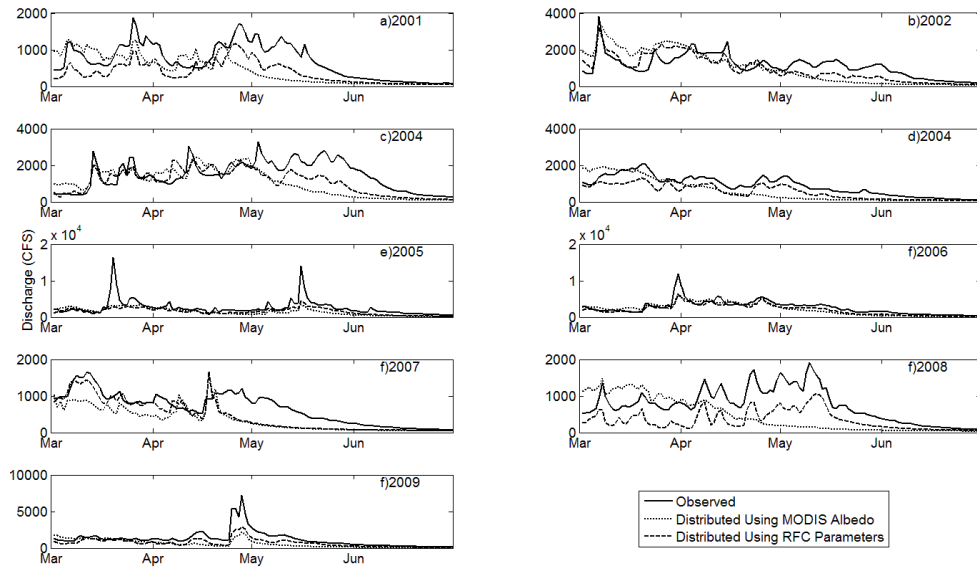 a)2001
2000
1000
0
Mar Apr May Jun
b)2002
4000
2000
0
Mar Apr May Jun
c)2004
4000
2000
0
Mar Apr May Jun
d)2004
4000
2000
0
Mar Apr May Jun
Discharge (CFS)
x 10^4
e)2005
2
1
0
Mar Apr May Jun
x 10^4
f)2006
2
1
0
Mar Apr May Jun
f)2007
2000
1000
0
Mar Apr May Jun
f)2008
2000
1000
0
Mar Apr May Jun
f)2009
10000
5000
0
Mar Apr May Jun
Observed
Distributed Using MODIS Albedo
Distributed Using RFC Parameters